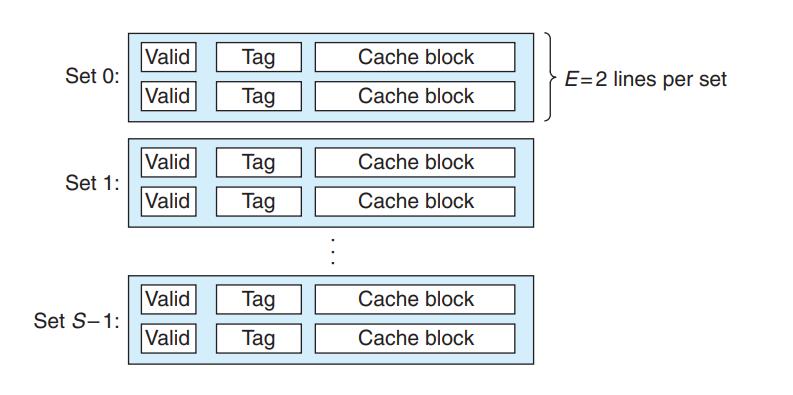 Valid Tag Cache block
Set 0: E=2 lines per set
Valid Tag Cache block
Valid Tag Cache block
Set 1:
Valid Tag Cache block
⋮
Valid Tag Cache block
Set S−1:
Valid Tag Cache block